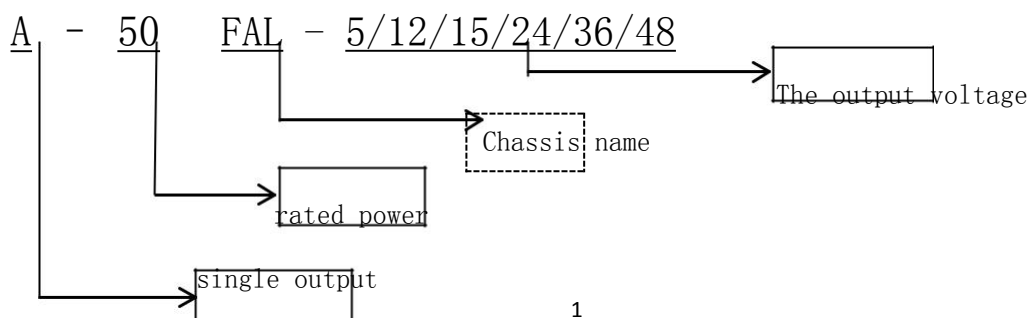 A - 50 FAL - 5/12/15/24/36/48
The output voltage
Chassis name
rated power
single output
1